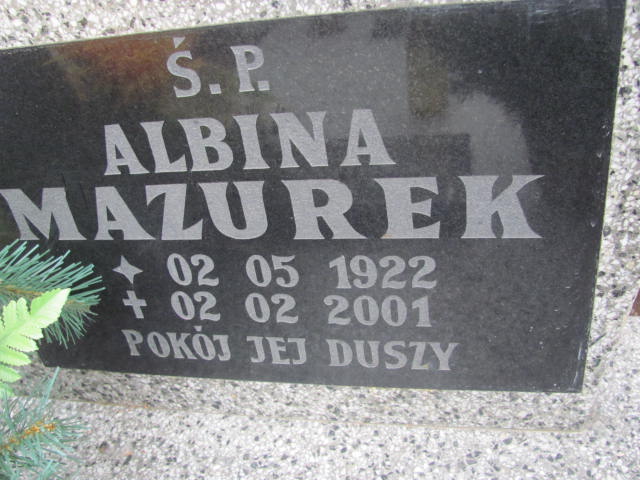 Ś.P.
ALBINA
MAZUREK
02 05 1922
02 02 2001
POKÓJ JEJ DUSZY